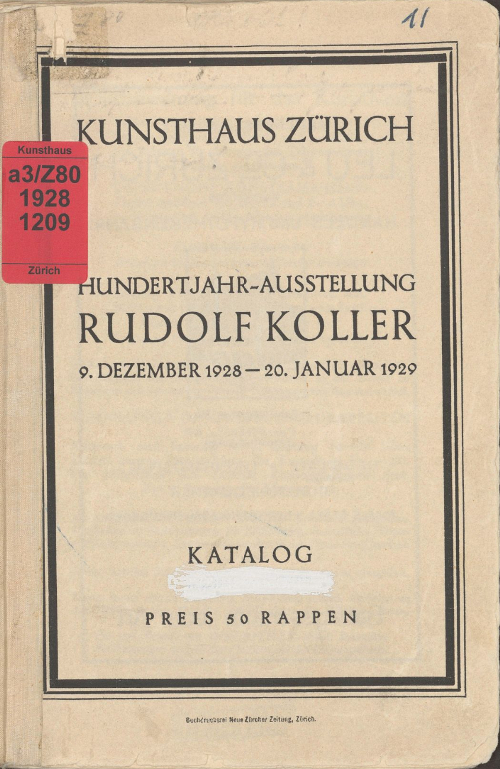 11
KUNSTHAUS ZÜRICH
Kunsthaus
a3/Z80
1928
1209
Zürich
HUNDERTJAHR-AUSSTELLUNG
RUDOLF KOLLER
9. DEZEMBER 1928 — 20. JANUAR 1929
KATALOG
PREIS 50 RAPPEN
Buchdruckerei Neue Zürcher Zeitung, Zürich.